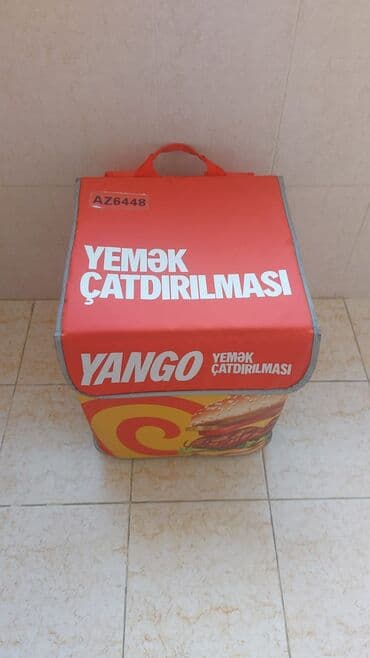 AZ6448
YEMƏK
ÇATDIRILMASI
YANGO YEMƏK
ÇATDIRILMASI